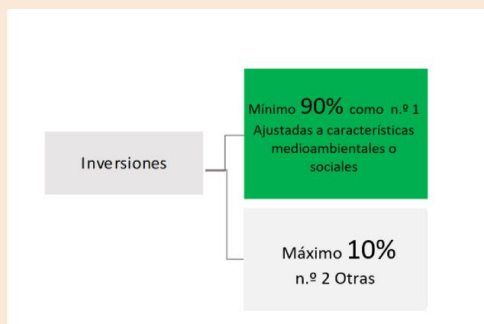 Inversiones
Mínimo 90% como n.º 1
Ajustadas a características
medioambientales o
sociales
Máximo 10%
n.º 2 Otras